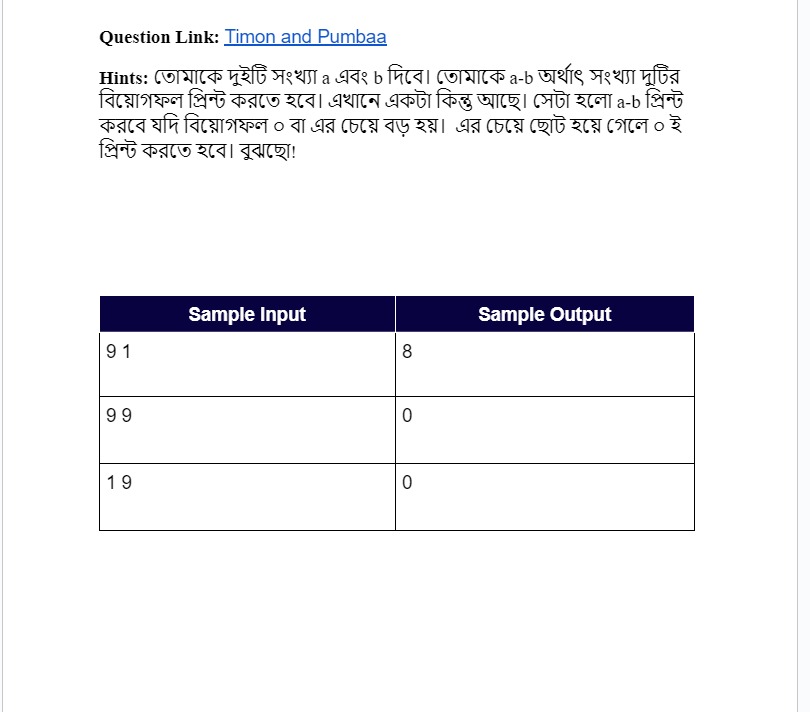 Question Link: Timon and Pumbaa
Hints: তোমাকে দুইটি সংখ্যা a এবং b দিবে। তোমাকে a-b অর্থাৎ সংখ্যা দুটির
বিয়োগফল প্রিন্ট করতে হবে। এখানে একটা কিন্তু আছে। সেটা হলো a-b প্রিন্ট
করবে যদি বিয়োগফল ০ বা এর চেয়ে বড় হয়। এর চেয়ে ছোট হয়ে গেলে ০ ই
প্রিন্ট করতে হবে। বুঝছো!
Sample Input Sample Output
9 1 8
9 9 0
1 9 0